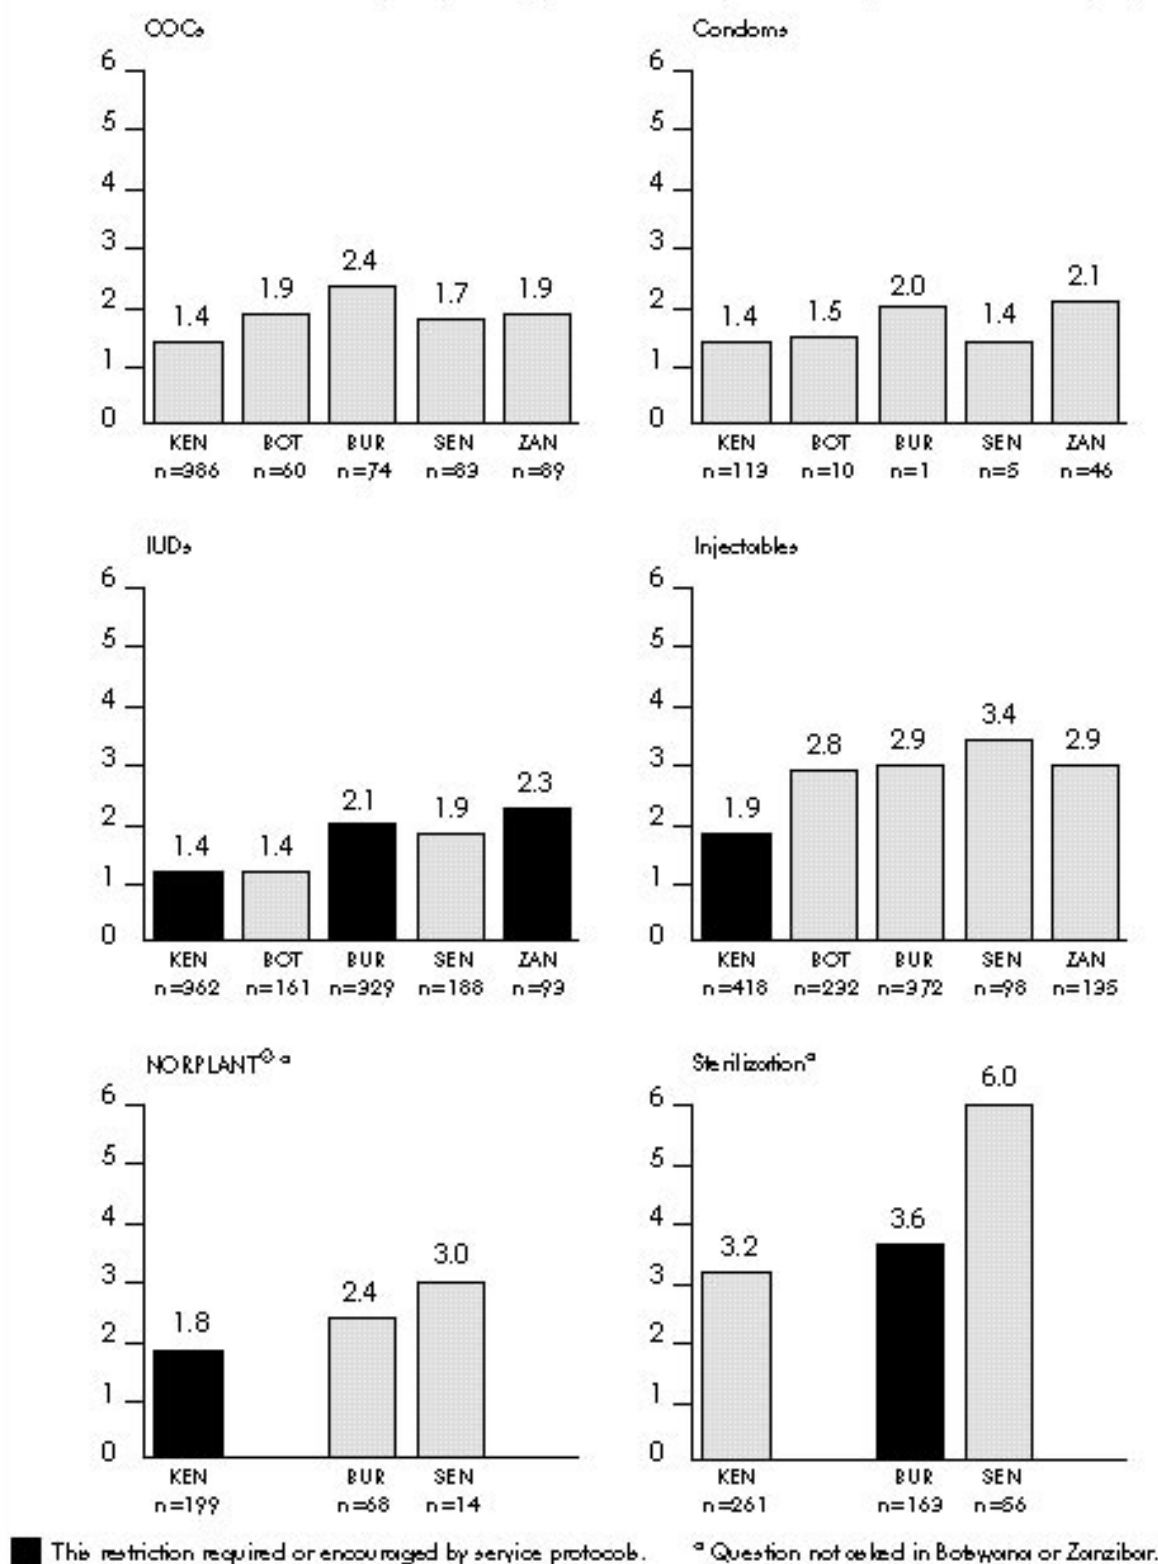 COCs
6
5
4
3
2
1
0
1.4 1.9 2.4 1.7 1.9
KEN BOT BUR SEN ZAN
n=386 n=60 n=74 n=83 n=89
Condoms
6
5
4
3
2
1
0
1.4 1.5 2.0 1.4 2.1
KEN BOT BUR SEN ZAN
n=113 n=10 n=1 n=5 n=46
IUDs
6
5
4
3
2
1
0
1.4 1.4 2.1 1.9 2.3
KEN BOT BUR SEN ZAN
n=362 n=161 n=329 n=188 n=93
Injectables
6
5
4
3
2
1
0
1.9 2.8 2.9 3.4 2.9
KEN BOT BUR SEN ZAN
n=418 n=232 n=372 n=98 n=135
NORPLANT® a
6
5
4
3
2
1
0
1.8 2.4 3.0
KEN BUR SEN
n=199 n=68 n=14
Sterilization a
6
5
4
3
2
1
0
3.2 3.6 6.0
KEN BUR SEN
n=261 n=163 n=56
This restriction required or encouraged by service protocols.
a Question not asked in Botswana or Zanzibar.